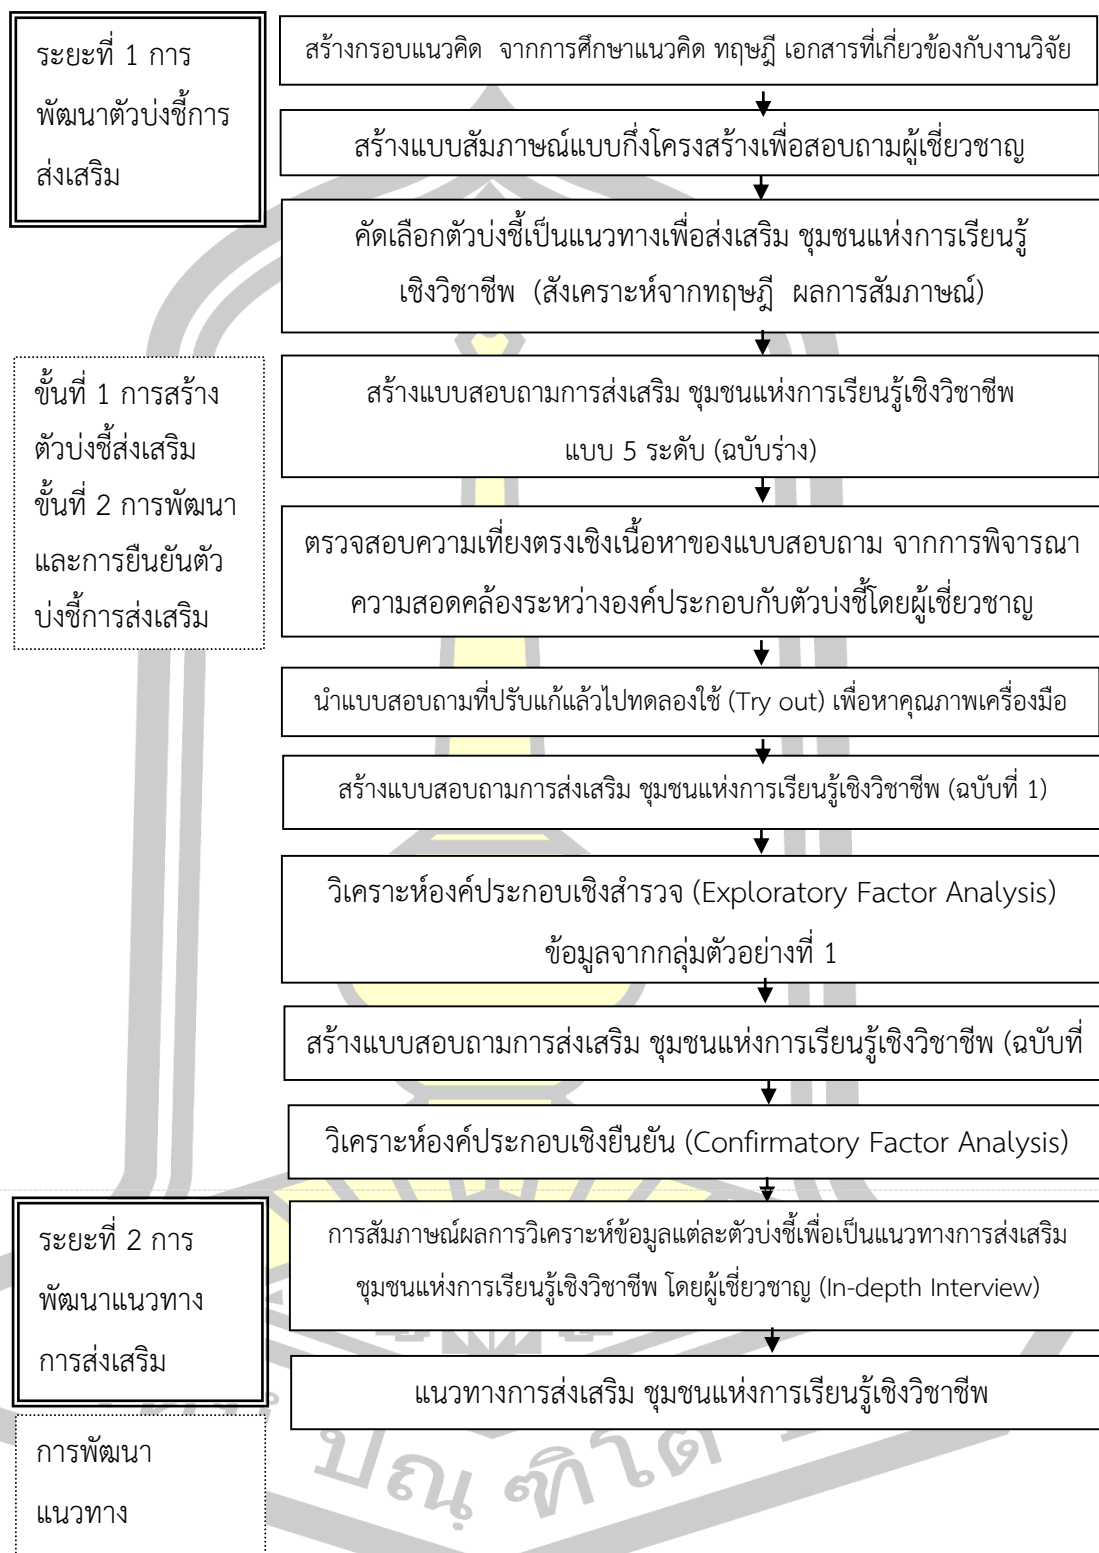 ระยะที่ 1 การ
พัฒนาตัวบ่งชี้การ
ส่งเสริม
สร้างกรอบแนวคิด จากการศึกษาแนวคิด ทฤษฎี เอกสารที่เกี่ยวข้องกับงานวิจัย
สร้างแบบสัมภาษณ์แบบกึ่งโครงสร้างเพื่อสอบถามผู้เชี่ยวชาญ
คัดเลือกตัวบ่งชี้เป็นแนวทางเพื่อส่งเสริม ชุมชนแห่งการเรียนรู้
เชิงวิชาชีพ (สังเคราะห์จากทฤษฎี ผลการสัมภาษณ์)
ขั้นที่ 1 การสร้าง
ตัวบ่งชี้ส่งเสริม
ขั้นที่ 2 การพัฒนา
และการยืนยันตัว
บ่งชี้การส่งเสริม
สร้างแบบสอบถามการส่งเสริม ชุมชนแห่งการเรียนรู้เชิงวิชาชีพ
แบบ 5 ระดับ (ฉบับร่าง)
ตรวจสอบความเที่ยงตรงเชิงเนื้อหาของแบบสอบถาม จากการพิจารณา
ความสอดคล้องระหว่างองค์ประกอบกับตัวบ่งชี้โดยผู้เชี่ยวชาญ
นำแบบสอบถามที่ปรับแก้แล้วไปทดลองใช้ (Try out) เพื่อหาคุณภาพเครื่องมือ
สร้างแบบสอบถามการส่งเสริม ชุมชนแห่งการเรียนรู้เชิงวิชาชีพ (ฉบับที่ 1)
วิเคราะห์องค์ประกอบเชิงสำรวจ (Exploratory Factor Analysis)
ข้อมูลจากกลุ่มตัวอย่างที่ 1
สร้างแบบสอบถามการส่งเสริม ชุมชนแห่งการเรียนรู้เชิงวิชาชีพ (ฉบับที่
วิเคราะห์องค์ประกอบเชิงยืนยัน (Confirmatory Factor Analysis)
ระยะที่ 2 การ
พัฒนาแนวทาง
การส่งเสริม
การสัมภาษณ์ผลการวิเคราะห์ข้อมูลแต่ละตัวบ่งชี้เพื่อเป็นแนวทางการส่งเสริม
ชุมชนแห่งการเรียนรู้เชิงวิชาชีพ โดยผู้เชี่ยวชาญ (In-depth Interview)
แนวทางการส่งเสริม ชุมชนแห่งการเรียนรู้เชิงวิชาชีพ
การพัฒนา
แนวทาง
ปณฺฑิโต